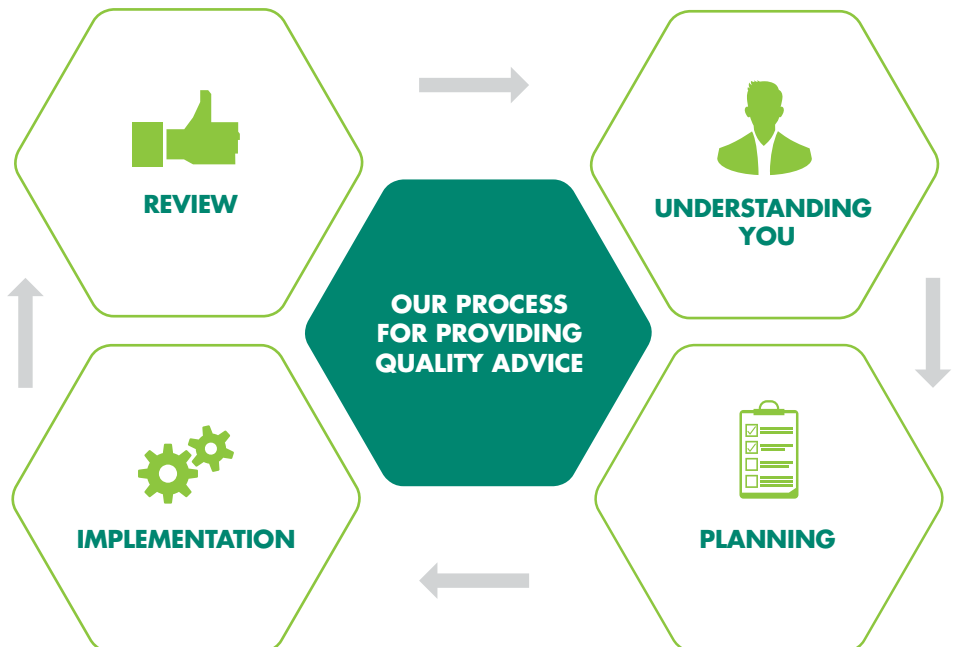 REVIEW
UNDERSTANDING
YOU
OUR PROCESS
FOR PROVIDING
QUALITY ADVICE
IMPLEMENTATION
PLANNING